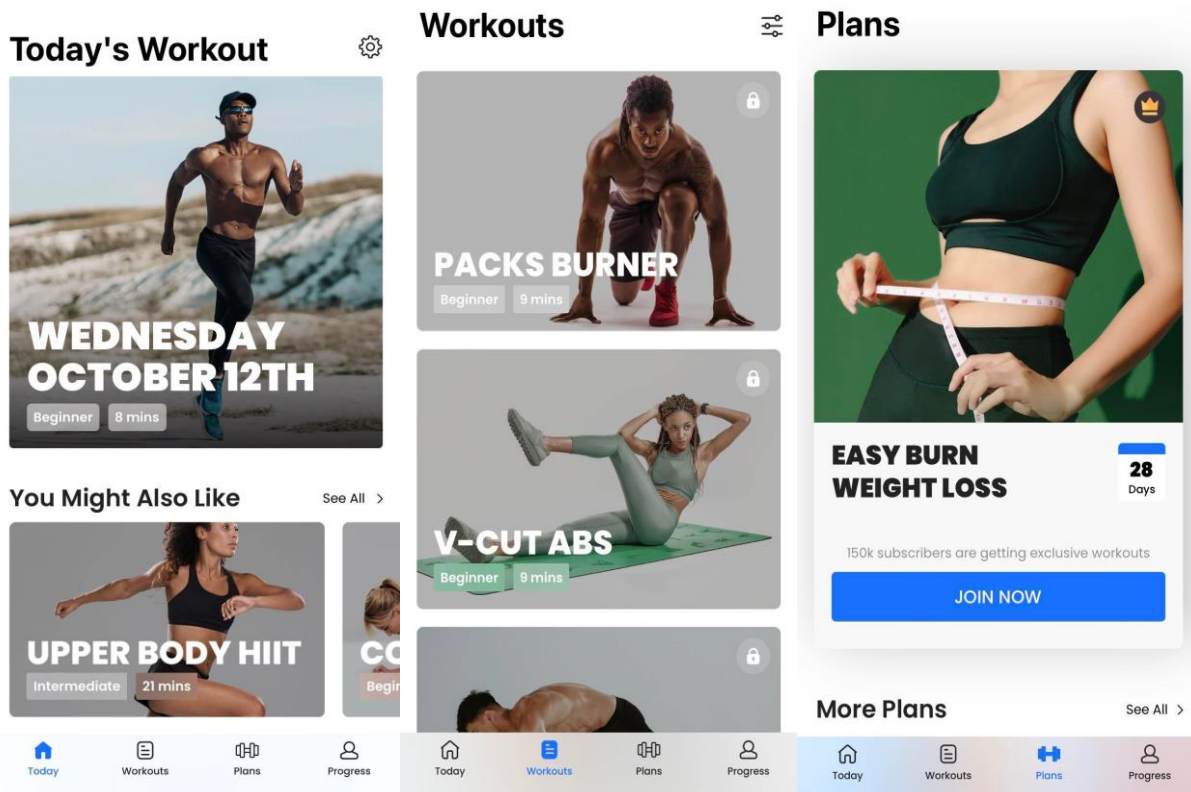 Today's Workout
WEDNESDAY
OCTOBER 12TH
Beginner
8 mins
You Might Also Like
See All >
UPPER BODY HIIT
Intermediate
21 mins
Today
Workouts
Plans
Progress
Workouts
PACKS BURNER
Beginner
9 mins
V-CUT ABS
Beginner
9 mins
Today
Workouts
Plans
Progress
Plans
EASY BURN
WEIGHT LOSS
28
Days
150k subscribers are getting exclusive workouts
JOIN NOW
More Plans
See All >
Today
Workouts
Plans
Progress